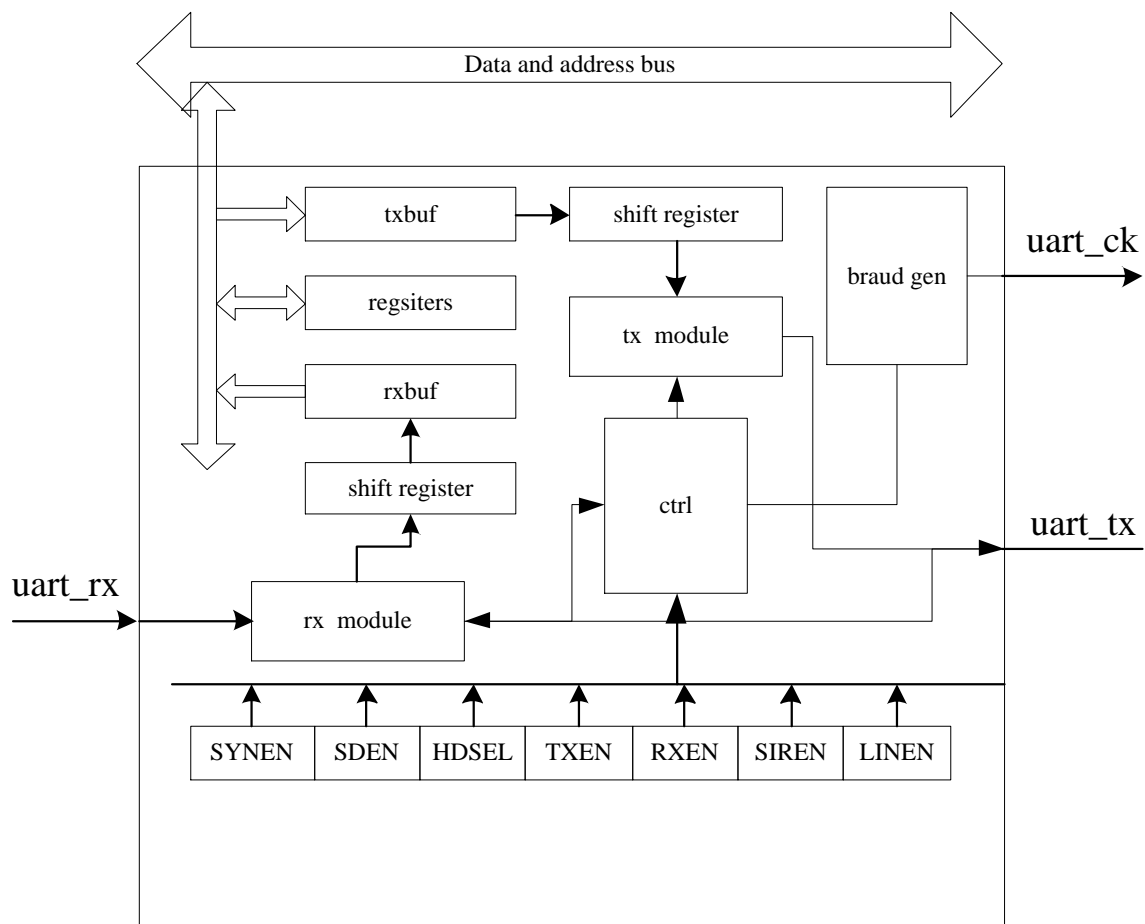 Data and address bus
txbuf
shift register
uart_ck
braud gen
regsiters
tx module
rxbuf
shift register
ctrl
uart_tx
uart_rx
rx module
SYNEN
SDEN
HDSEL
TXEN
RXEN
SIREN
LINEN